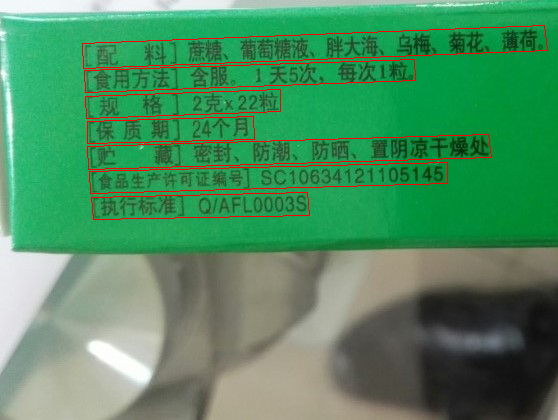 [配 料] 蔗糖、葡萄糖液、胖大海、乌梅、菊花、薄荷。
[食用方法] 含服。1天5次，每次1粒。
[规 格] 2克×22粒
[保 质 期] 24个月
[贮 藏] 密封、防潮、防晒、置阴凉干燥处
[食品生产许可证编号] SC10634121105145
[执行标准] Q/AFL0003S